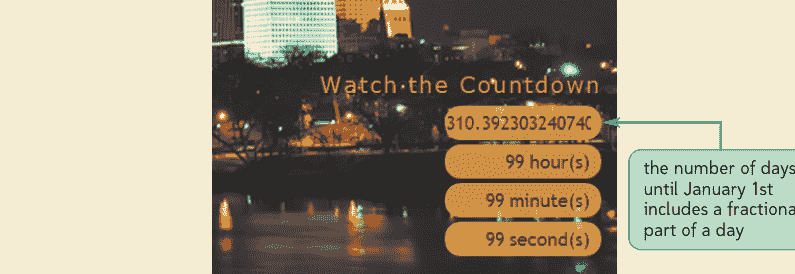 Watch the Countdown
310.392303240740
99 hour(s)
99 minute(s)
99 second(s)
the number of days
until January 1st
includes a fractiona
part of a day